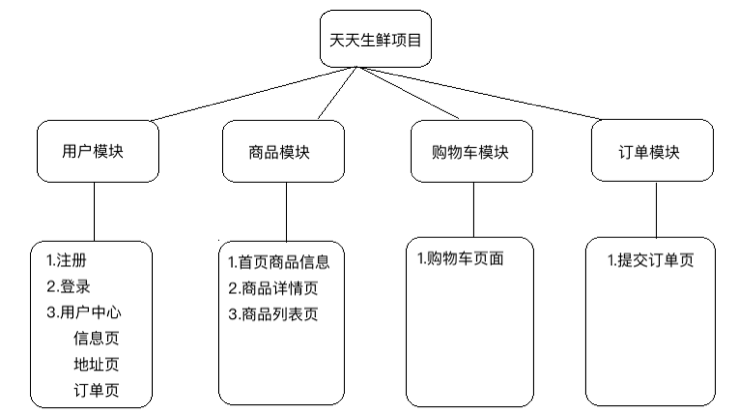 天天生鲜项目
用户模块
商品模块
购物车模块
订单模块
1.注册
2.登录
3.用户中心
信息页
地址页
订单页
1.首页商品信息
2.商品详情页
3.商品列表页
1.购物车页面
1.提交订单页